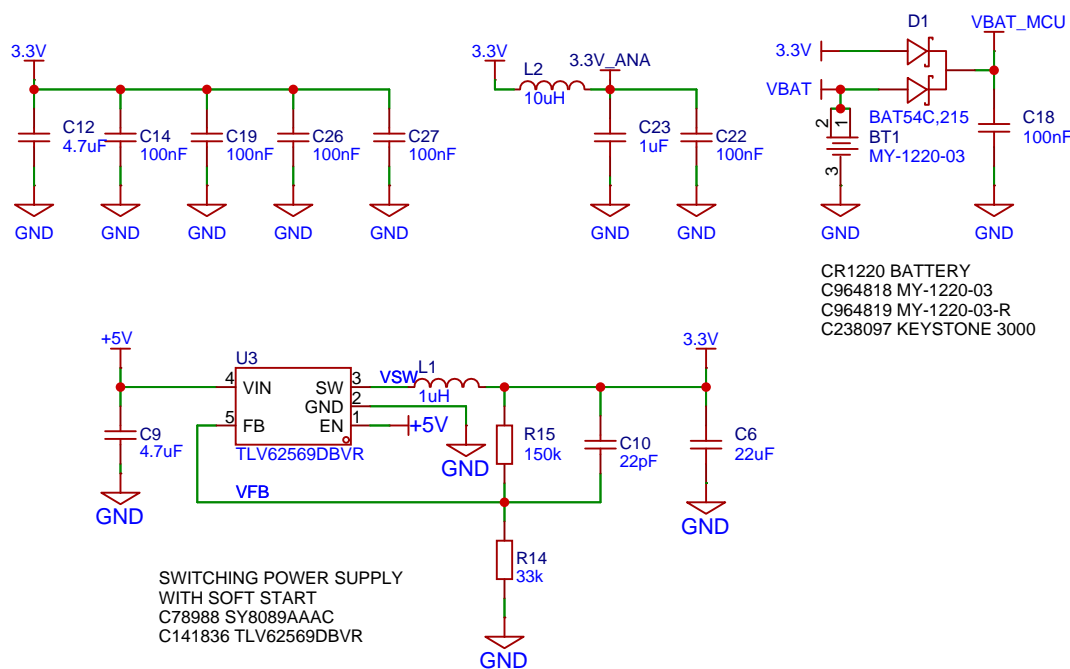 3.3V
C12
4.7uF
C14
100nF
C19
100nF
C26
100nF
C27
100nF
GND
GND
GND
GND
GND
3.3V
L2
10uH
3.3V_ANA
C23
1uF
C22
100nF
GND
GND
D1
VBAT_MCU
3.3V
VBAT
BAT54C,215
2
1
BT1
MY-1220-03
3
C18
100nF
GND
GND
CR1220 BATTERY
C964818 MY-1220-03
C964819 MY-1220-03-R
C238097 KEYSTONE 3000
+5V
U3
4
VIN
SW
3
GND
2
5
FB
EN
1
TLV62569DBVR
+5V
VSW
L1
1uH
3.3V
C9
4.7uF
GND
GND
R15
150k
C10
22pF
C6
22uF
GND
VFB
R14
33k
GND
SWITCHING POWER SUPPLY
WITH SOFT START
C78988 SY8089AAAC
C141836 TLV62569DBVR